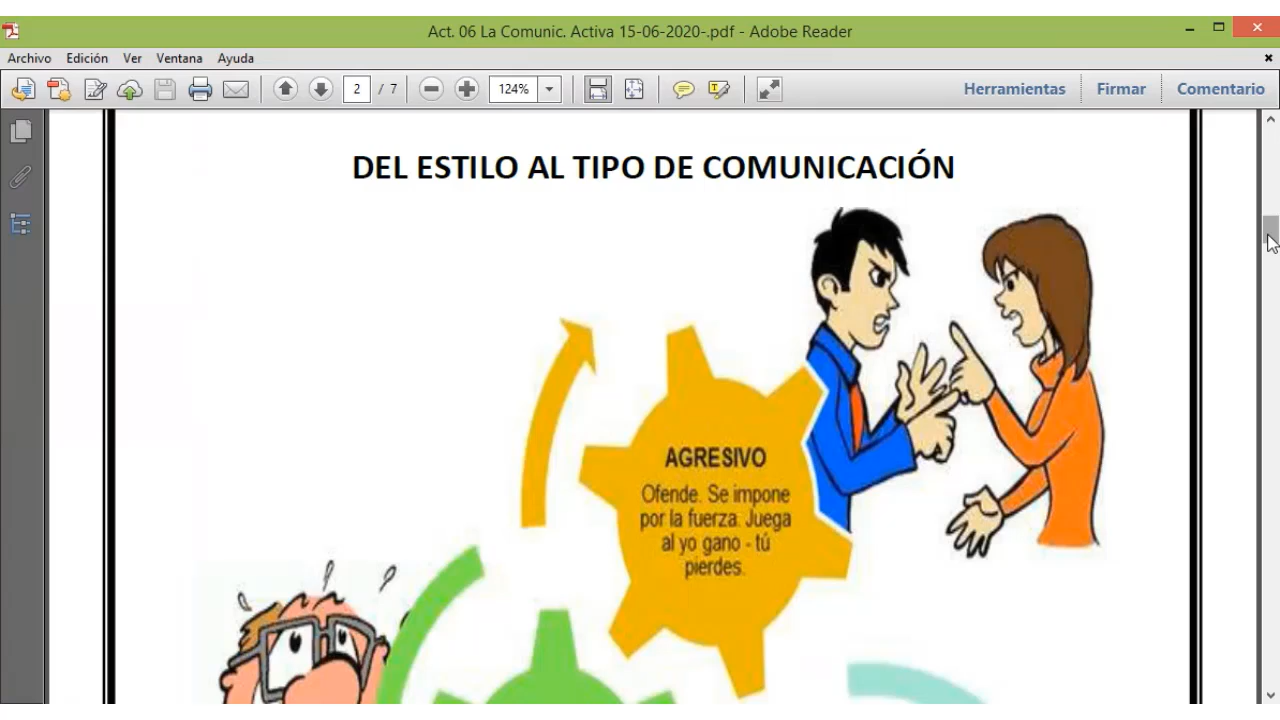 Act. 06 La Comunic. Activa 15-06-2020-.pdf - Adobe Reader
Archivo Edición Ver Ventana Ayuda
2 / 7 124% Herramientas Firmar Comentario
DEL ESTILO AL TIPO DE COMUNICACIÓN
AGRESIVO
Ofende. Se impone
por la fuerza. Juega
al yo gano - tú
pierdes.